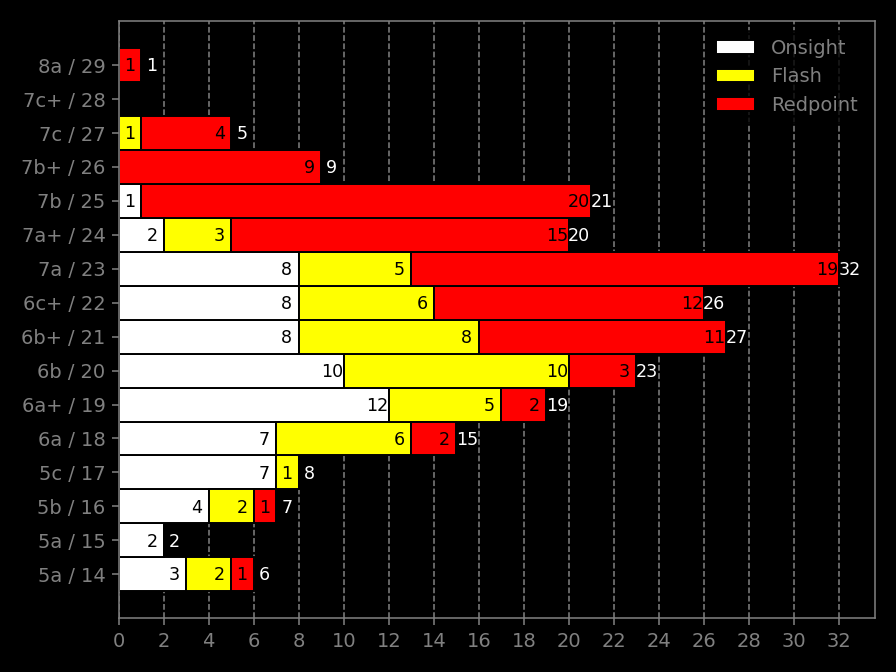 Onsight
Flash
Redpoint
8a / 29 1 1
7c+ / 28
7c / 27 1 4 5
7b+ / 26 9 9
7b / 25 1 20 21
7a+ / 24 2 3 15 20
7a / 23 8 5 19 32
6c+ / 22 8 6 12 26
6b+ / 21 8 8 11 27
6b / 20 10 10 3 23
6a+ / 19 12 5 2 19
6a / 18 7 6 2 15
5c / 17 7 1 8
5b / 16 4 2 1 7
5a / 15 2 2
5a / 14 3 2 1 6
0 2 4 6 8 10 12 14 16 18 20 22 24 26 28 30 32